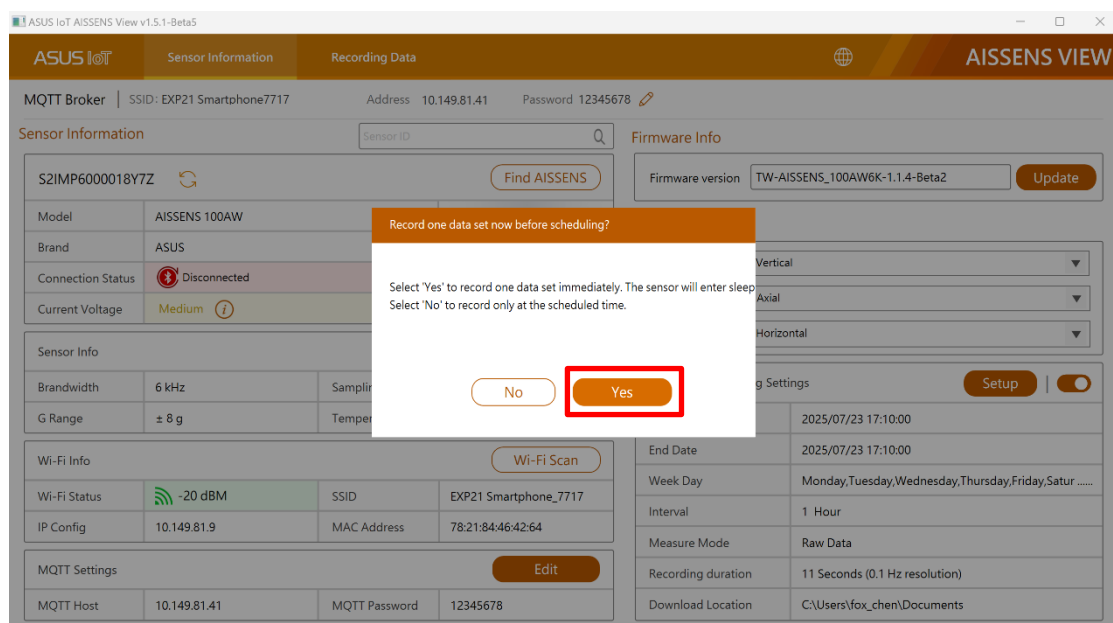 ASUS IoT AISSENS View v1.5.1-Beta5
ASUS IoT
Sensor Information
Recording Data
AISSENS VIEW
MQTT Broker
SSID: EXP21 Smartphone7717
Address 10.149.81.41
Password 12345678
Sensor Information
Sensor ID
S2IMP6000018Y7Z
Find AISSENS
Model
AISSENS 100AW
Brand
ASUS
Connection Status
Disconnected
Current Voltage
Medium
Sensor Info
Brandwidth
6 kHz
Samplin
G Range
± 8 g
Temper
Wi-Fi Info
Wi-Fi Scan
Wi-Fi Status
-20 dBM
SSID
EXP21 Smartphone_7717
IP Config
10.149.81.9
MAC Address
78:21:84:46:42:64
MQTT Settings
Edit
MQTT Host
10.149.81.41
MQTT Password
12345678
Record one data set now before scheduling?
Select 'Yes' to record one data set immediately. The sensor will enter sleep
Select 'No' to record only at the scheduled time.
No
Yes
Firmware Info
Firmware version
TW-AISSENS_100AW6K-1.1.4-Beta2
Update
Vertical
Axial
Horizontal
g Settings
Setup
2025/07/23 17:10:00
End Date
2025/07/23 17:10:00
Week Day
Monday,Tuesday,Wednesday,Thursday,Friday,Satur ......
Interval
1 Hour
Measure Mode
Raw Data
Recording duration
11 Seconds (0.1 Hz resolution)
Download Location
C:\Users\fox_chen\Documents